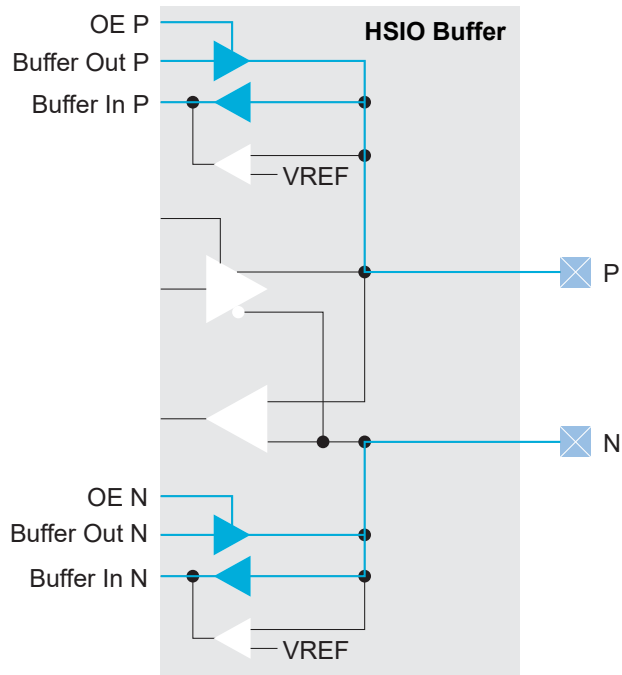 OE P
HSIO Buffer
Buffer Out P
Buffer In P
VREF
P
N
OE N
Buffer Out N
Buffer In N
VREF